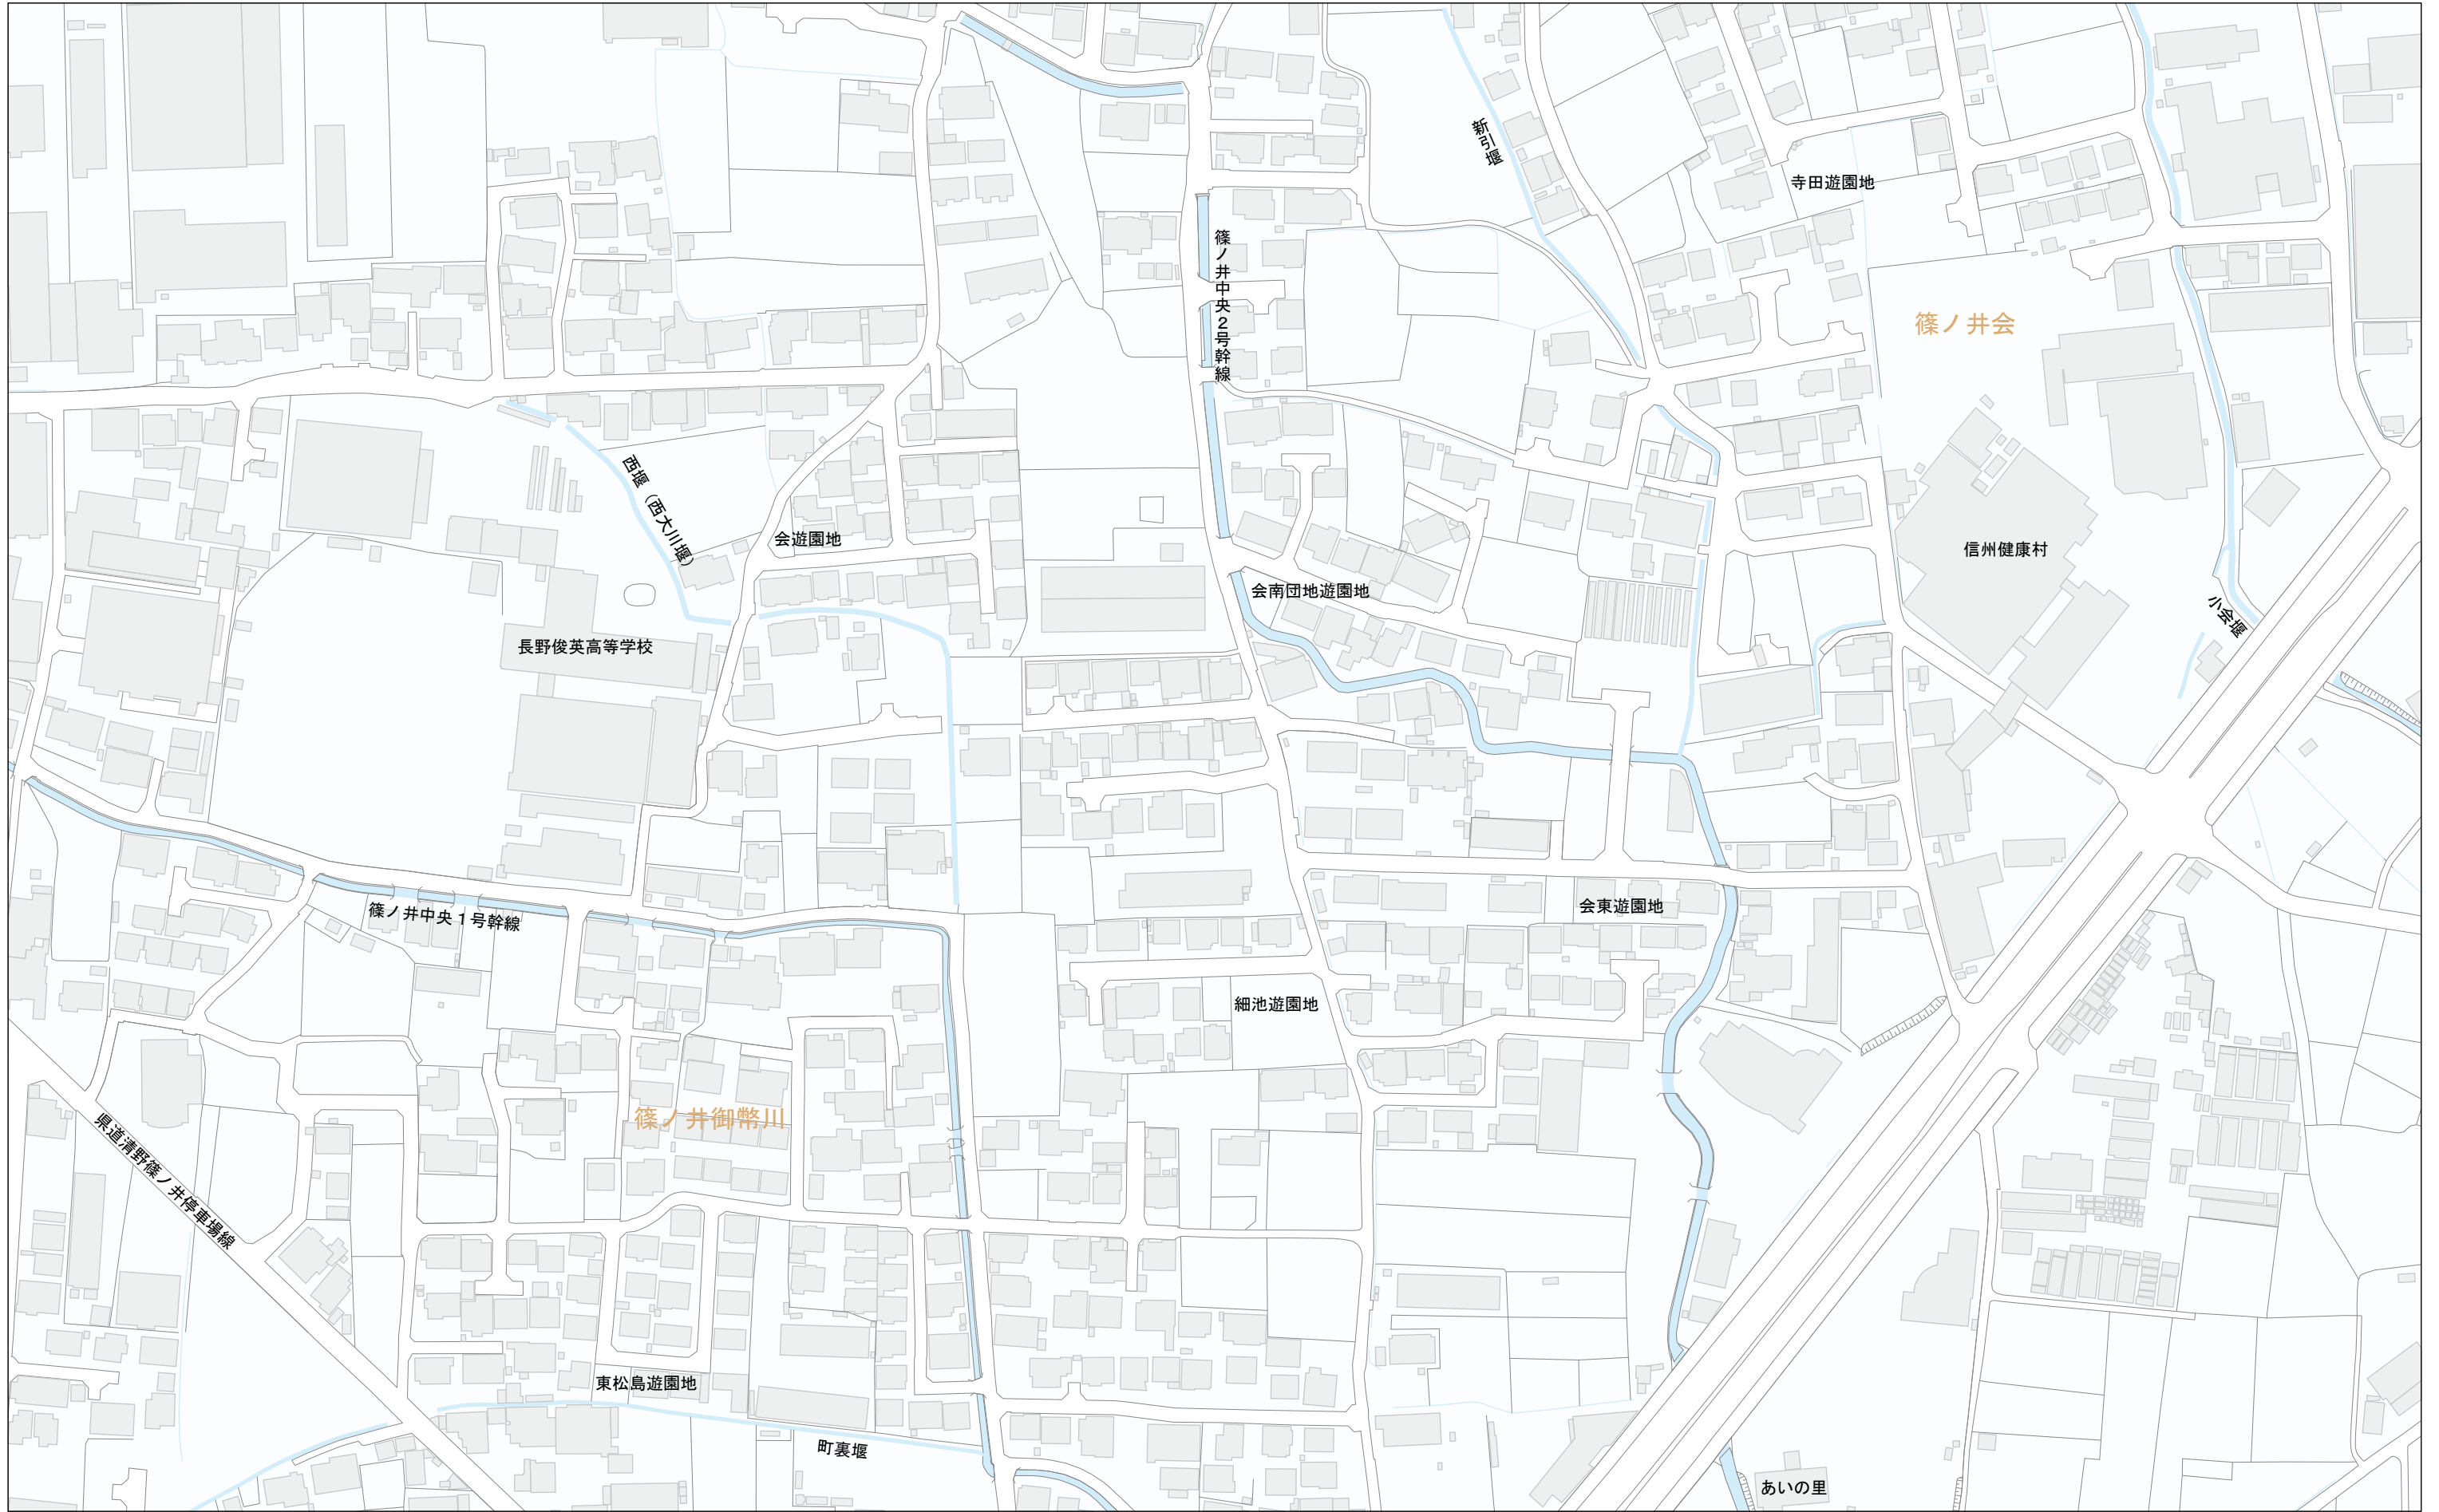 新引堰
寺田遊園地
篠ノ井中央2号幹線
篠ノ井会
西堰（西大三堰）
会遊園地
信州健康村
会南団地遊園地
小会堰
長野俊英高等学校
篠ノ井中央1号幹線
会東遊園地
細池遊園地
篠ノ井御幣川
県道清野篠ノ井停車場線
東松島遊園地
町裏堰
あいの里